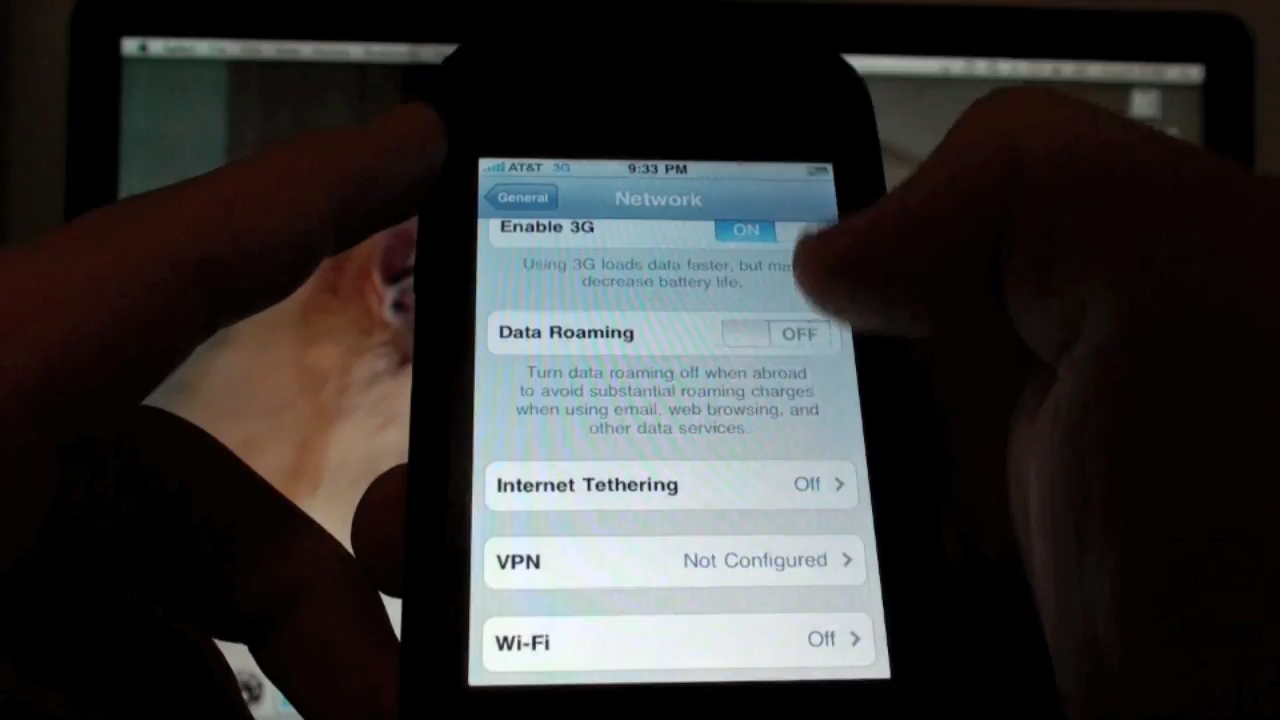 AT&T 3G 9:33 PM
General Network
Enable 3G ON
Using 3G loads data faster, but
decrease battery life.
Data Roaming OFF
Turn data roaming off when abroad
to avoid substantial roaming charges
when using email, web browsing, and
other data services.
Internet Tethering Off
VPN Not Configured
Wi-Fi Off